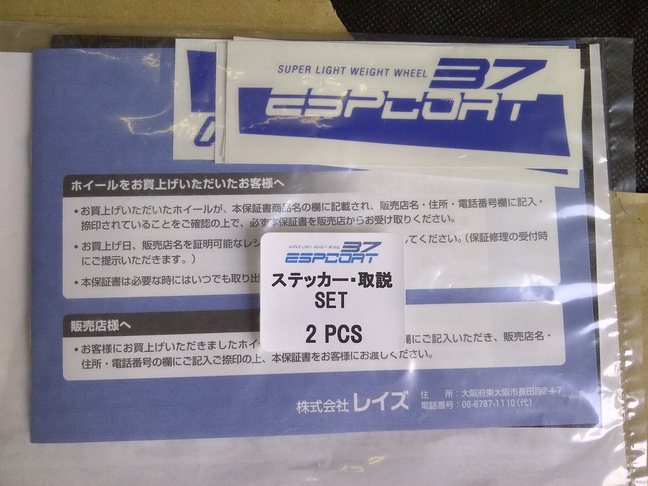 SUPER LIGHT WEIGHT WHEEL 37
ESPCORT
ホイールをお買上げいただいたお客様へ
・お買上げいただいたホイールが、本保証書商品名の欄に記載され、販売店名・住所・電話番号欄に記入・
捺印されていることをご確認の上で、必ず本保証書を販売店からお受け取りください。
・お買上げ日、販売店名を証明可能なレシ してください。（保証修理の受付時
にご提示いただきます。）
・本保証書は必要な時にはいつでも取り出
SUPER LIGHT WEIGHT WHEEL 37
ESPCORT
ステッカー・取説
SET
2 PCS
販売店様へ
・お客様にお買上げいただきましたホイー 欄にご記入いただき、販売店名・
住所・電話番号の欄にご記入ご捺印の上、本保証書をお客様にお渡しください。
株式会社 レイズ
住 所：大阪府東大阪市長田西2-4-7
電話番号：06-6787-1110（代）